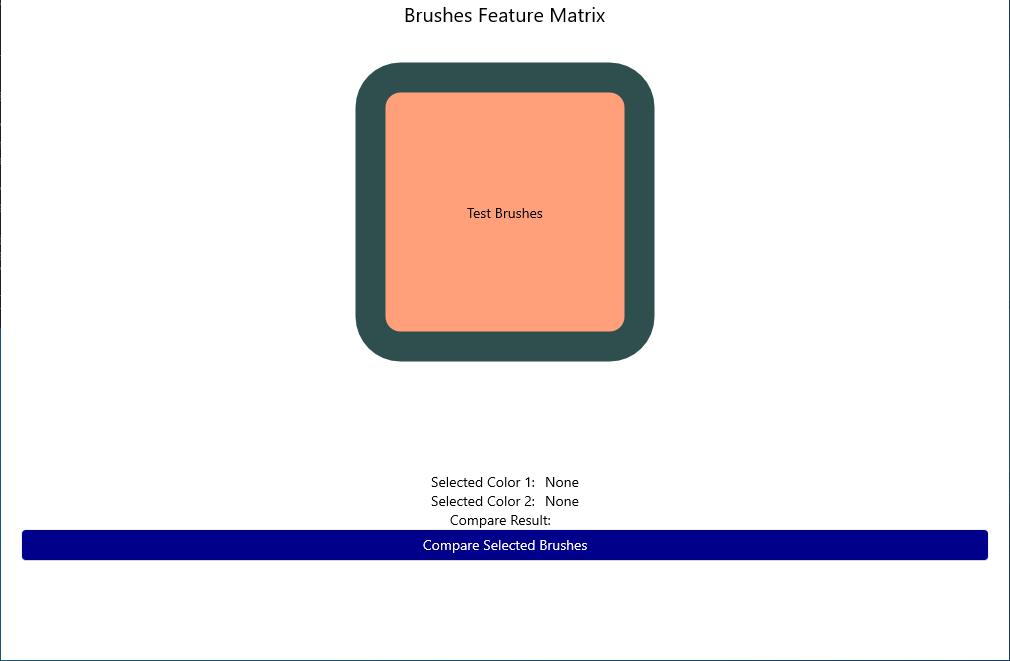 Brushes Feature Matrix
Test Brushes
Selected Color 1: None
Selected Color 2: None
Compare Result:
Compare Selected Brushes